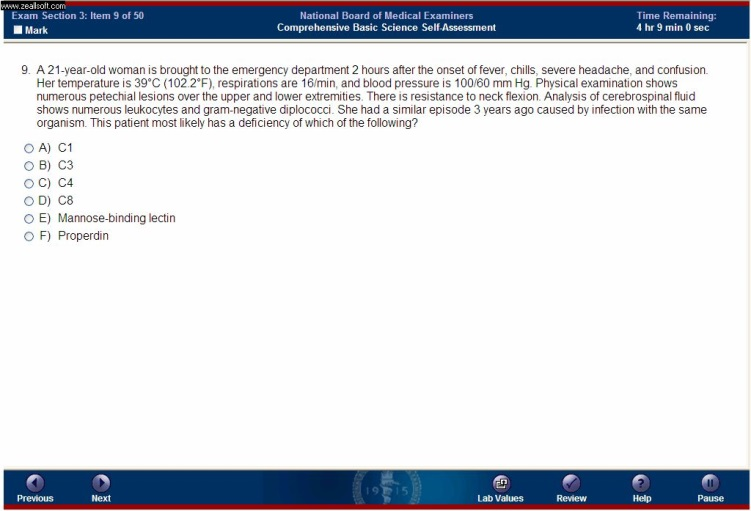 www.zeallsoft.com
Exam Section 3: Item 9 of 50
National Board of Medical Examiners
Time Remaining:
Mark
Comprehensive Basic Science Self-Assessment
4 hr 9 min 0 sec
9. A 21-year-old woman is brought to the emergency department 2 hours after the onset of fever, chills, severe headache, and confusion.
Her temperature is 39°C (102.2°F), respirations are 16/min, and blood pressure is 100/60 mm Hg. Physical examination shows
numerous petechial lesions over the upper and lower extremities. There is resistance to neck flexion. Analysis of cerebrospinal fluid
shows numerous leukocytes and gram-negative diplococci. She had a similar episode 3 years ago caused by infection with the same
organism. This patient most likely has a deficiency of which of the following?
A) C1
B) C3
C) C4
D) C8
E) Mannose-binding lectin
F) Properdin
1915
Previous
Next
Lab Values
Review
Help
Pause